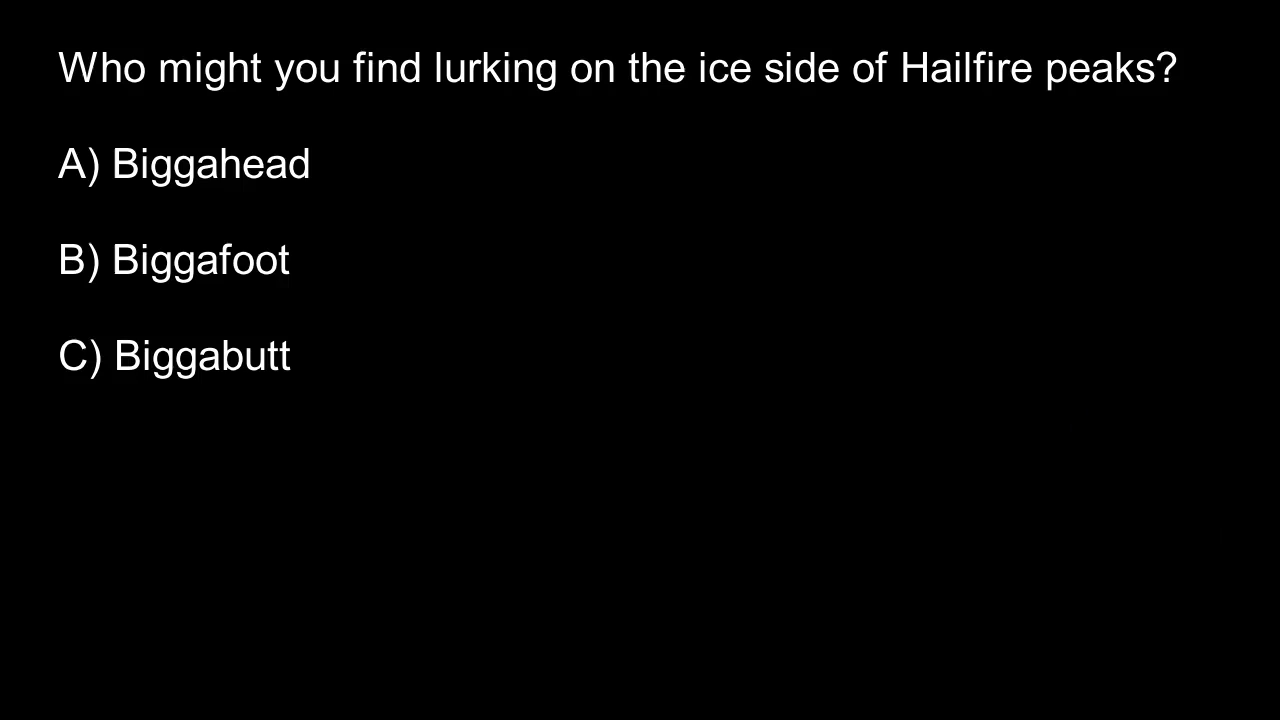 Who might you find lurking on the ice side of Hailfire peaks?
A) Biggahead
B) Biggafoot
C) Biggabutt